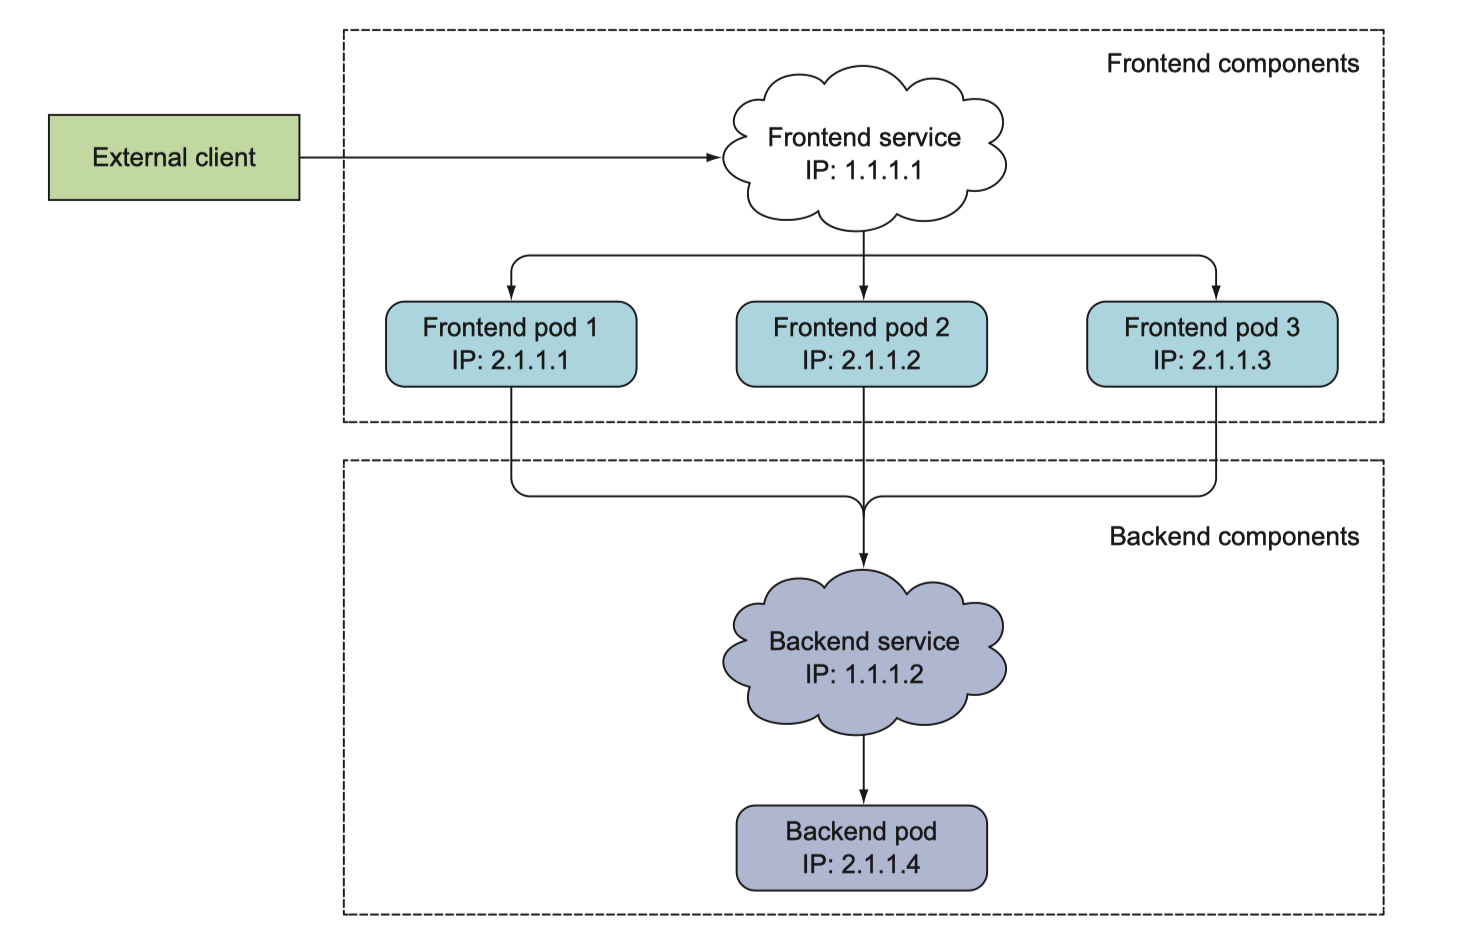 Frontend components
External client
Frontend service
IP: 1.1.1.1
Frontend pod 1
IP: 2.1.1.1
Frontend pod 2
IP: 2.1.1.2
Frontend pod 3
IP: 2.1.1.3
Backend components
Backend service
IP: 1.1.1.2
Backend pod
IP: 2.1.1.4